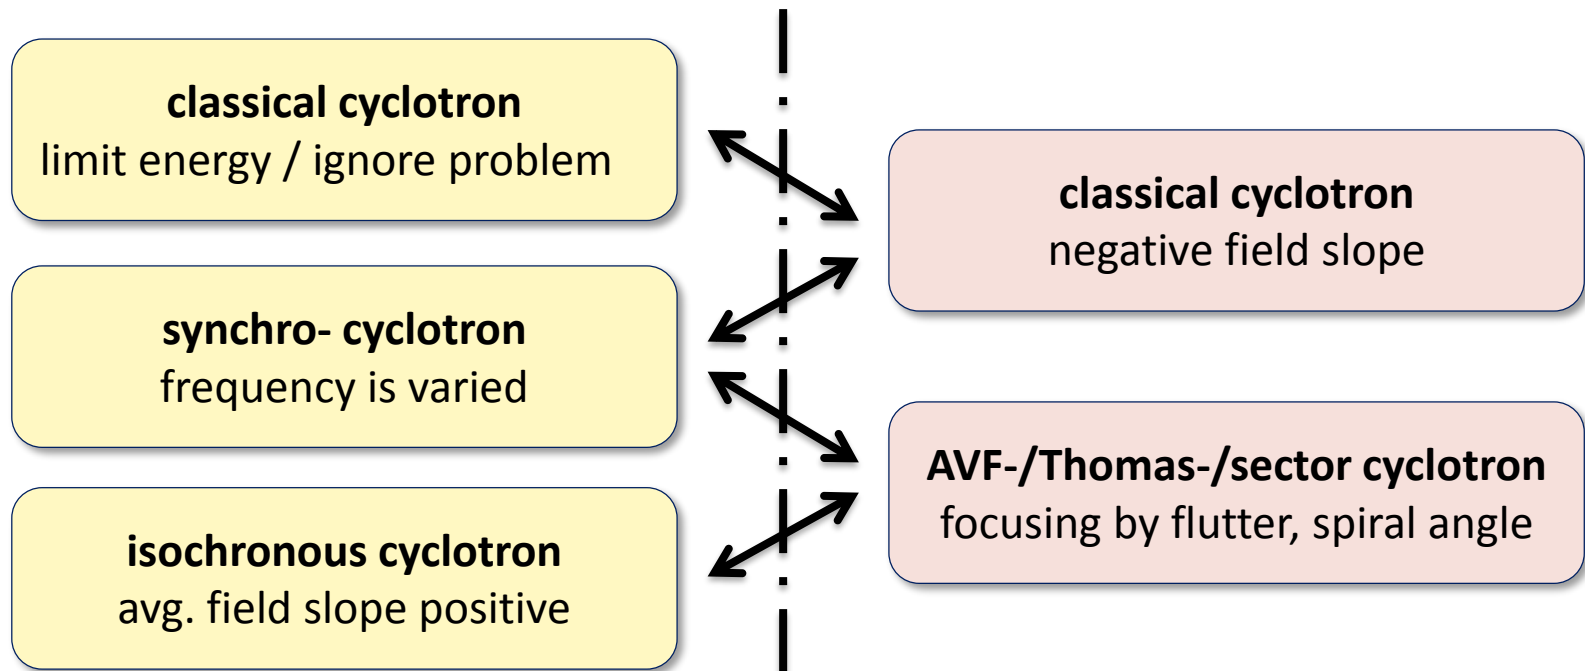 classical cyclotron
limit energy / ignore problem
synchro- cyclotron
frequency is varied
isochronous cyclotron
avg. field slope positive
classical cyclotron
negative field slope
AVF-/Thomas-/sector cyclotron
focusing by flutter, spiral angle